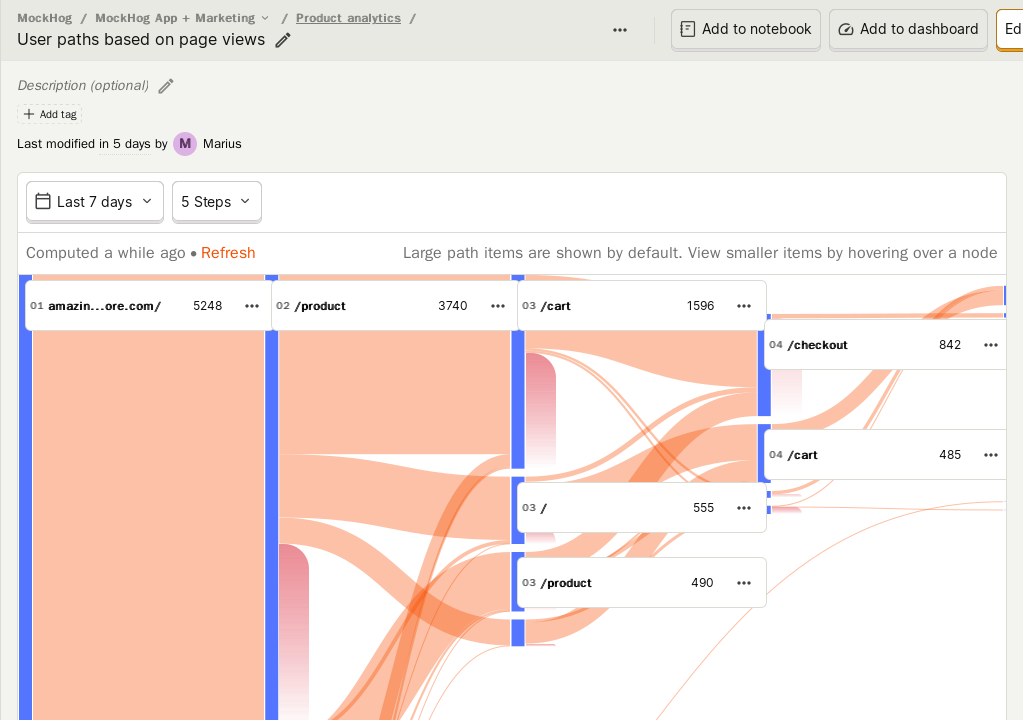 MockHog / MockHog App + Marketing / Product analytics /
User paths based on page views
Add to notebook
Add to dashboard
Ed
Description (optional)
Add tag
Last modified in 5 days by M Marius
Last 7 days
5 Steps
Computed a while ago • Refresh
Large path items are shown by default. View smaller items by hovering over a node
01 amazin...ore.com/ 5248
02 /product 3740
03 /cart 1596
04 /checkout 842
04 /cart 485
03 / 555
03 /product 490